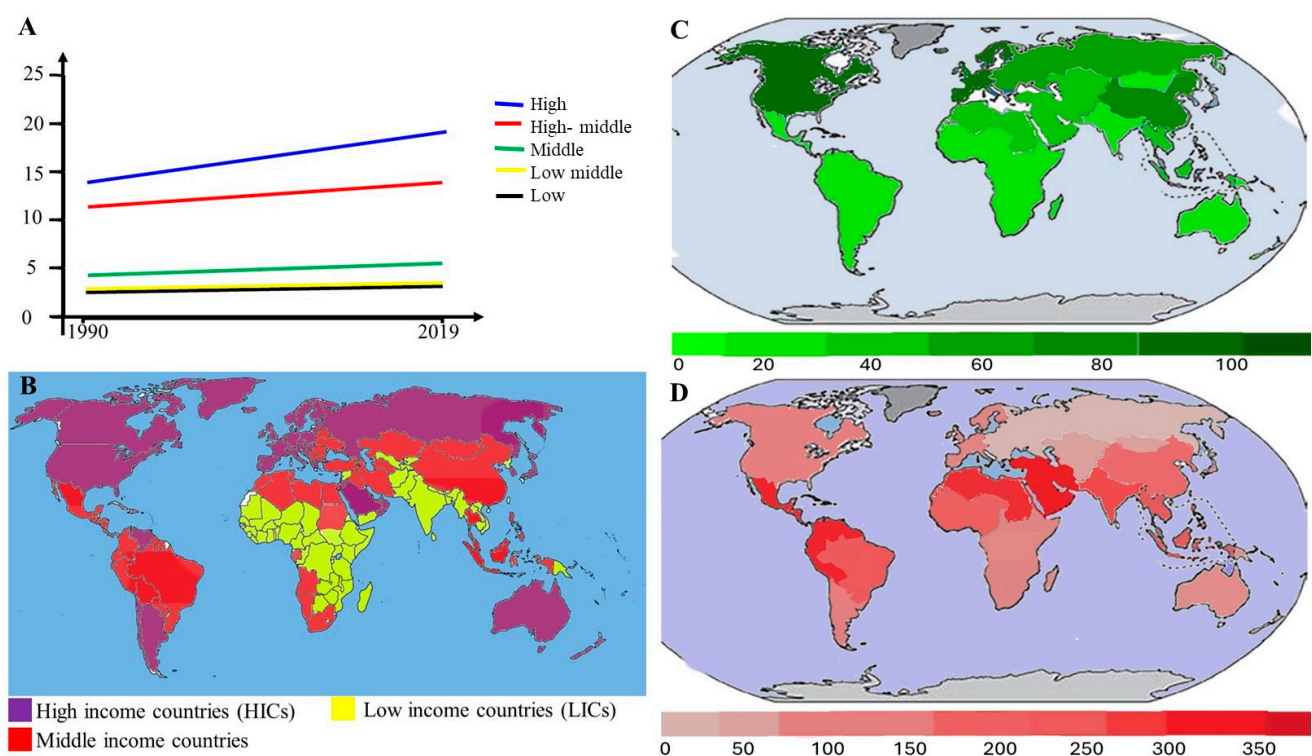 A
25
20
15
10
5
0
1990 2019
High
High- middle
Middle
Low middle
Low
B
High income countries (HICs)
Low income countries (LICs)
Middle income countries
C
0 20 40 60 80 100
D
0 50 100 150 200 250 300 350